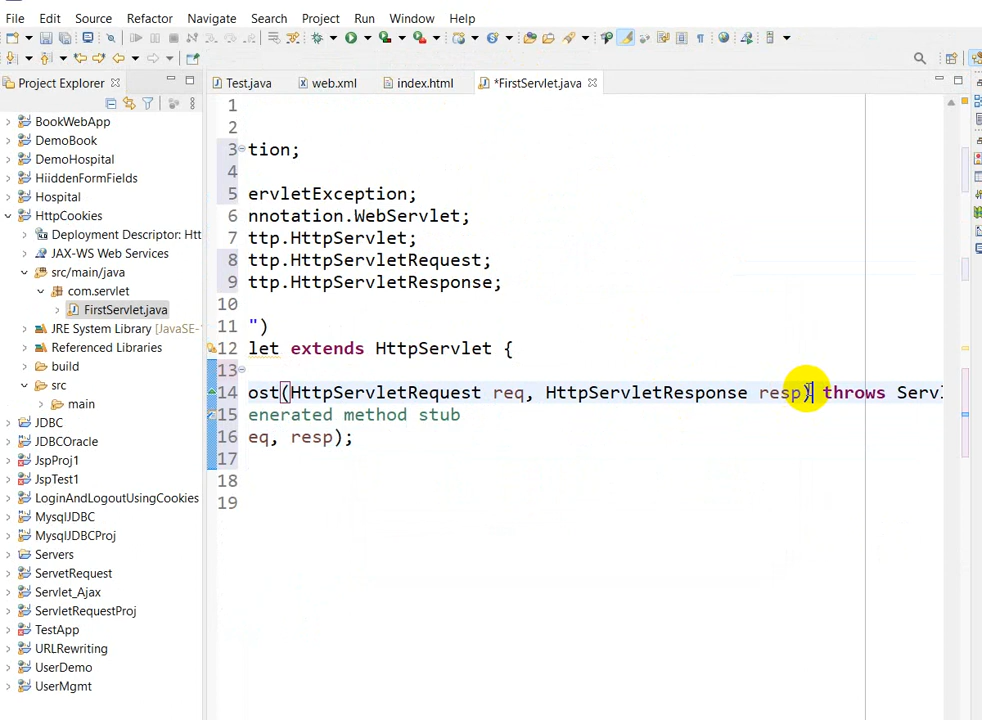 File Edit Source Refactor Navigate Search Project Run Window Help
Project Explorer
Test.java web.xml index.html *FirstServlet.java
BookWebApp
DemoBook
DemoHospital
HiiddenFormFields
Hospital
HttpCookies
Deployment Descriptor: Htt
JAX-WS Web Services
src/main/java
com.servlet
FirstServlet.java
JRE System Library [JavaSE-
Referenced Libraries
build
src
main
JDBC
JDBCOracle
JspProj1
JspTest1
LoginAndLogoutUsingCookies
MysqlJDBC
MysqlJDBCProj
Servers
ServetRequest
Servlet_Ajax
ServletRequestProj
TestApp
URLRewriting
UserDemo
UserMgmt
1
2
3 tion;
4
5 ervletException;
6 nnotation.WebServlet;
7 ttp.HttpServlet;
8 ttp.HttpServletRequest;
9 ttp.HttpServletResponse;
10
11 ")
12 let extends HttpServlet {
13
14 ost(HttpServletRequest req, HttpServletResponse resp) throws Servl
15 enerated method stub
16 eq, resp);
17
18
19